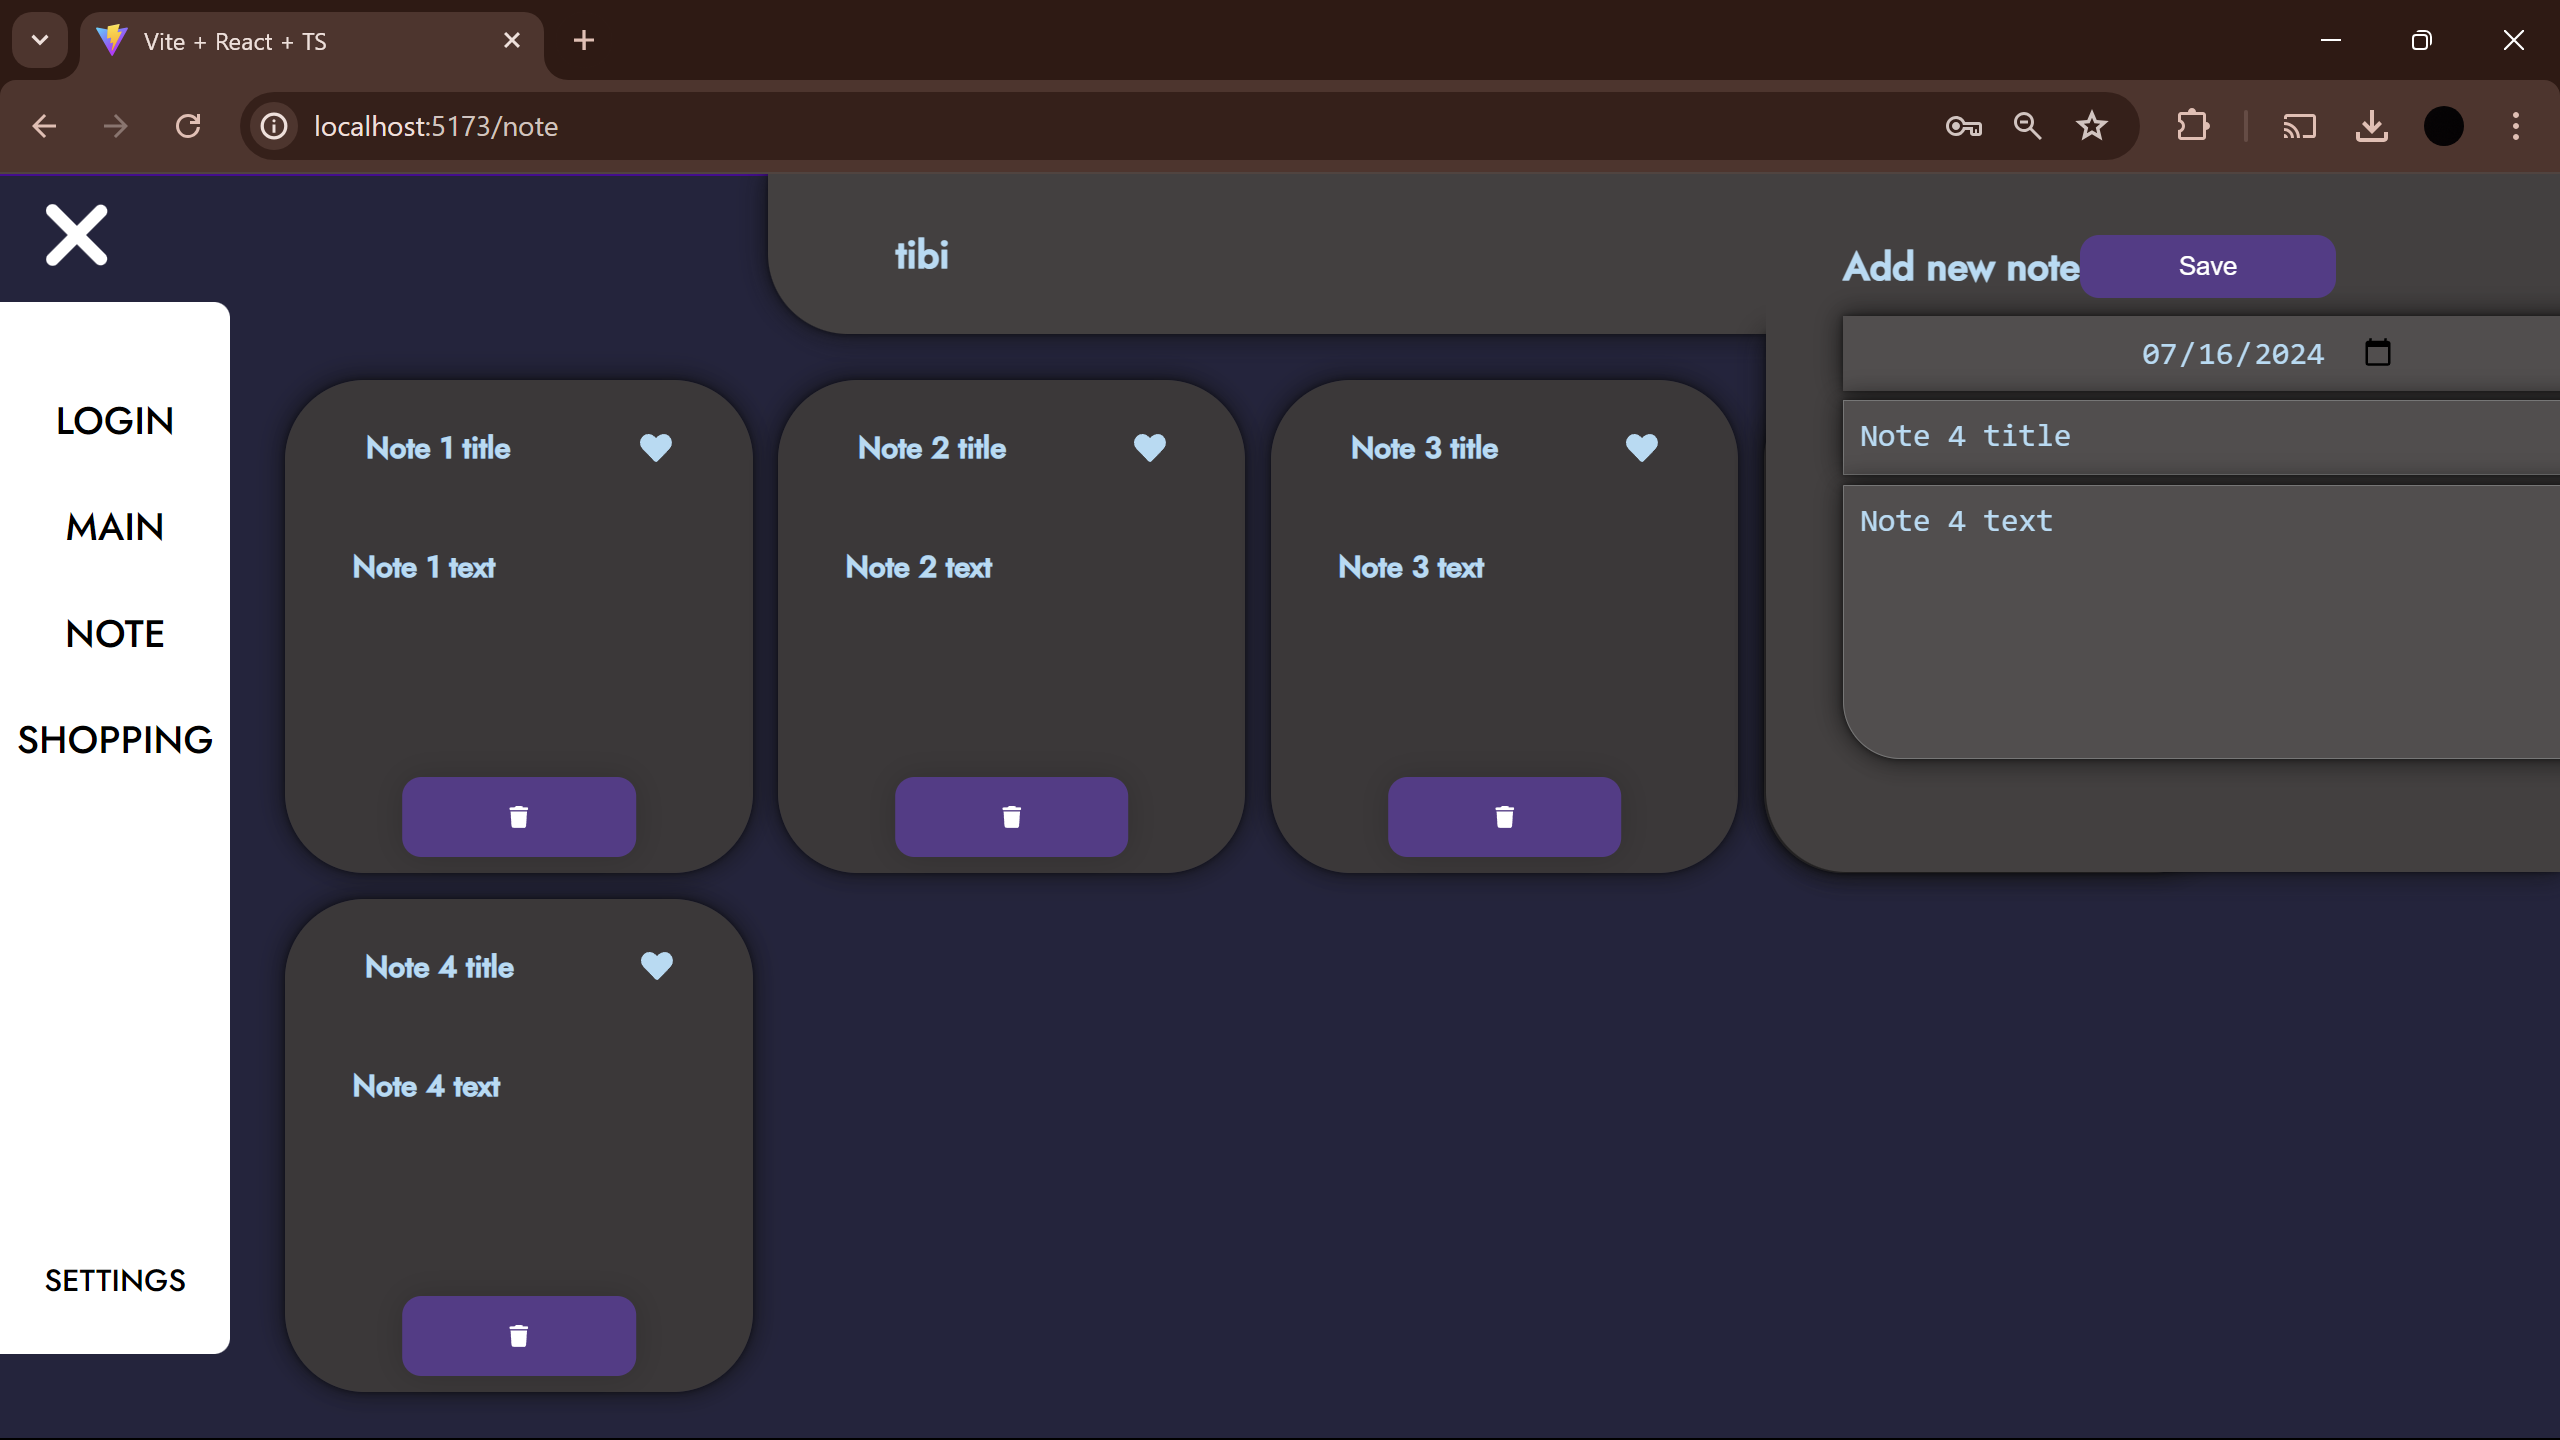 Vite + React + TS
localhost:5173/note
tibi
Add new note
Save
07/16/2024
Note 4 title
Note 4 text
LOGIN
MAIN
NOTE
SHOPPING
SETTINGS
Note 1 title
Note 1 text
Note 2 title
Note 2 text
Note 3 title
Note 3 text
Note 4 title
Note 4 text